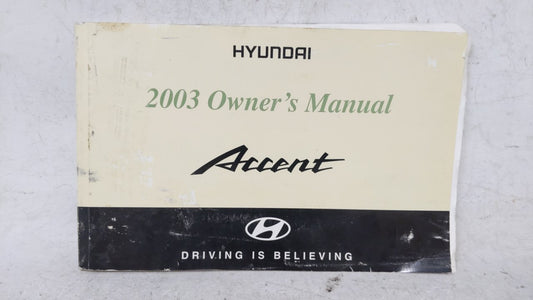 HYUNDAI
2003 Owner's Manual
Accent
DRIVING IS BELIEVING